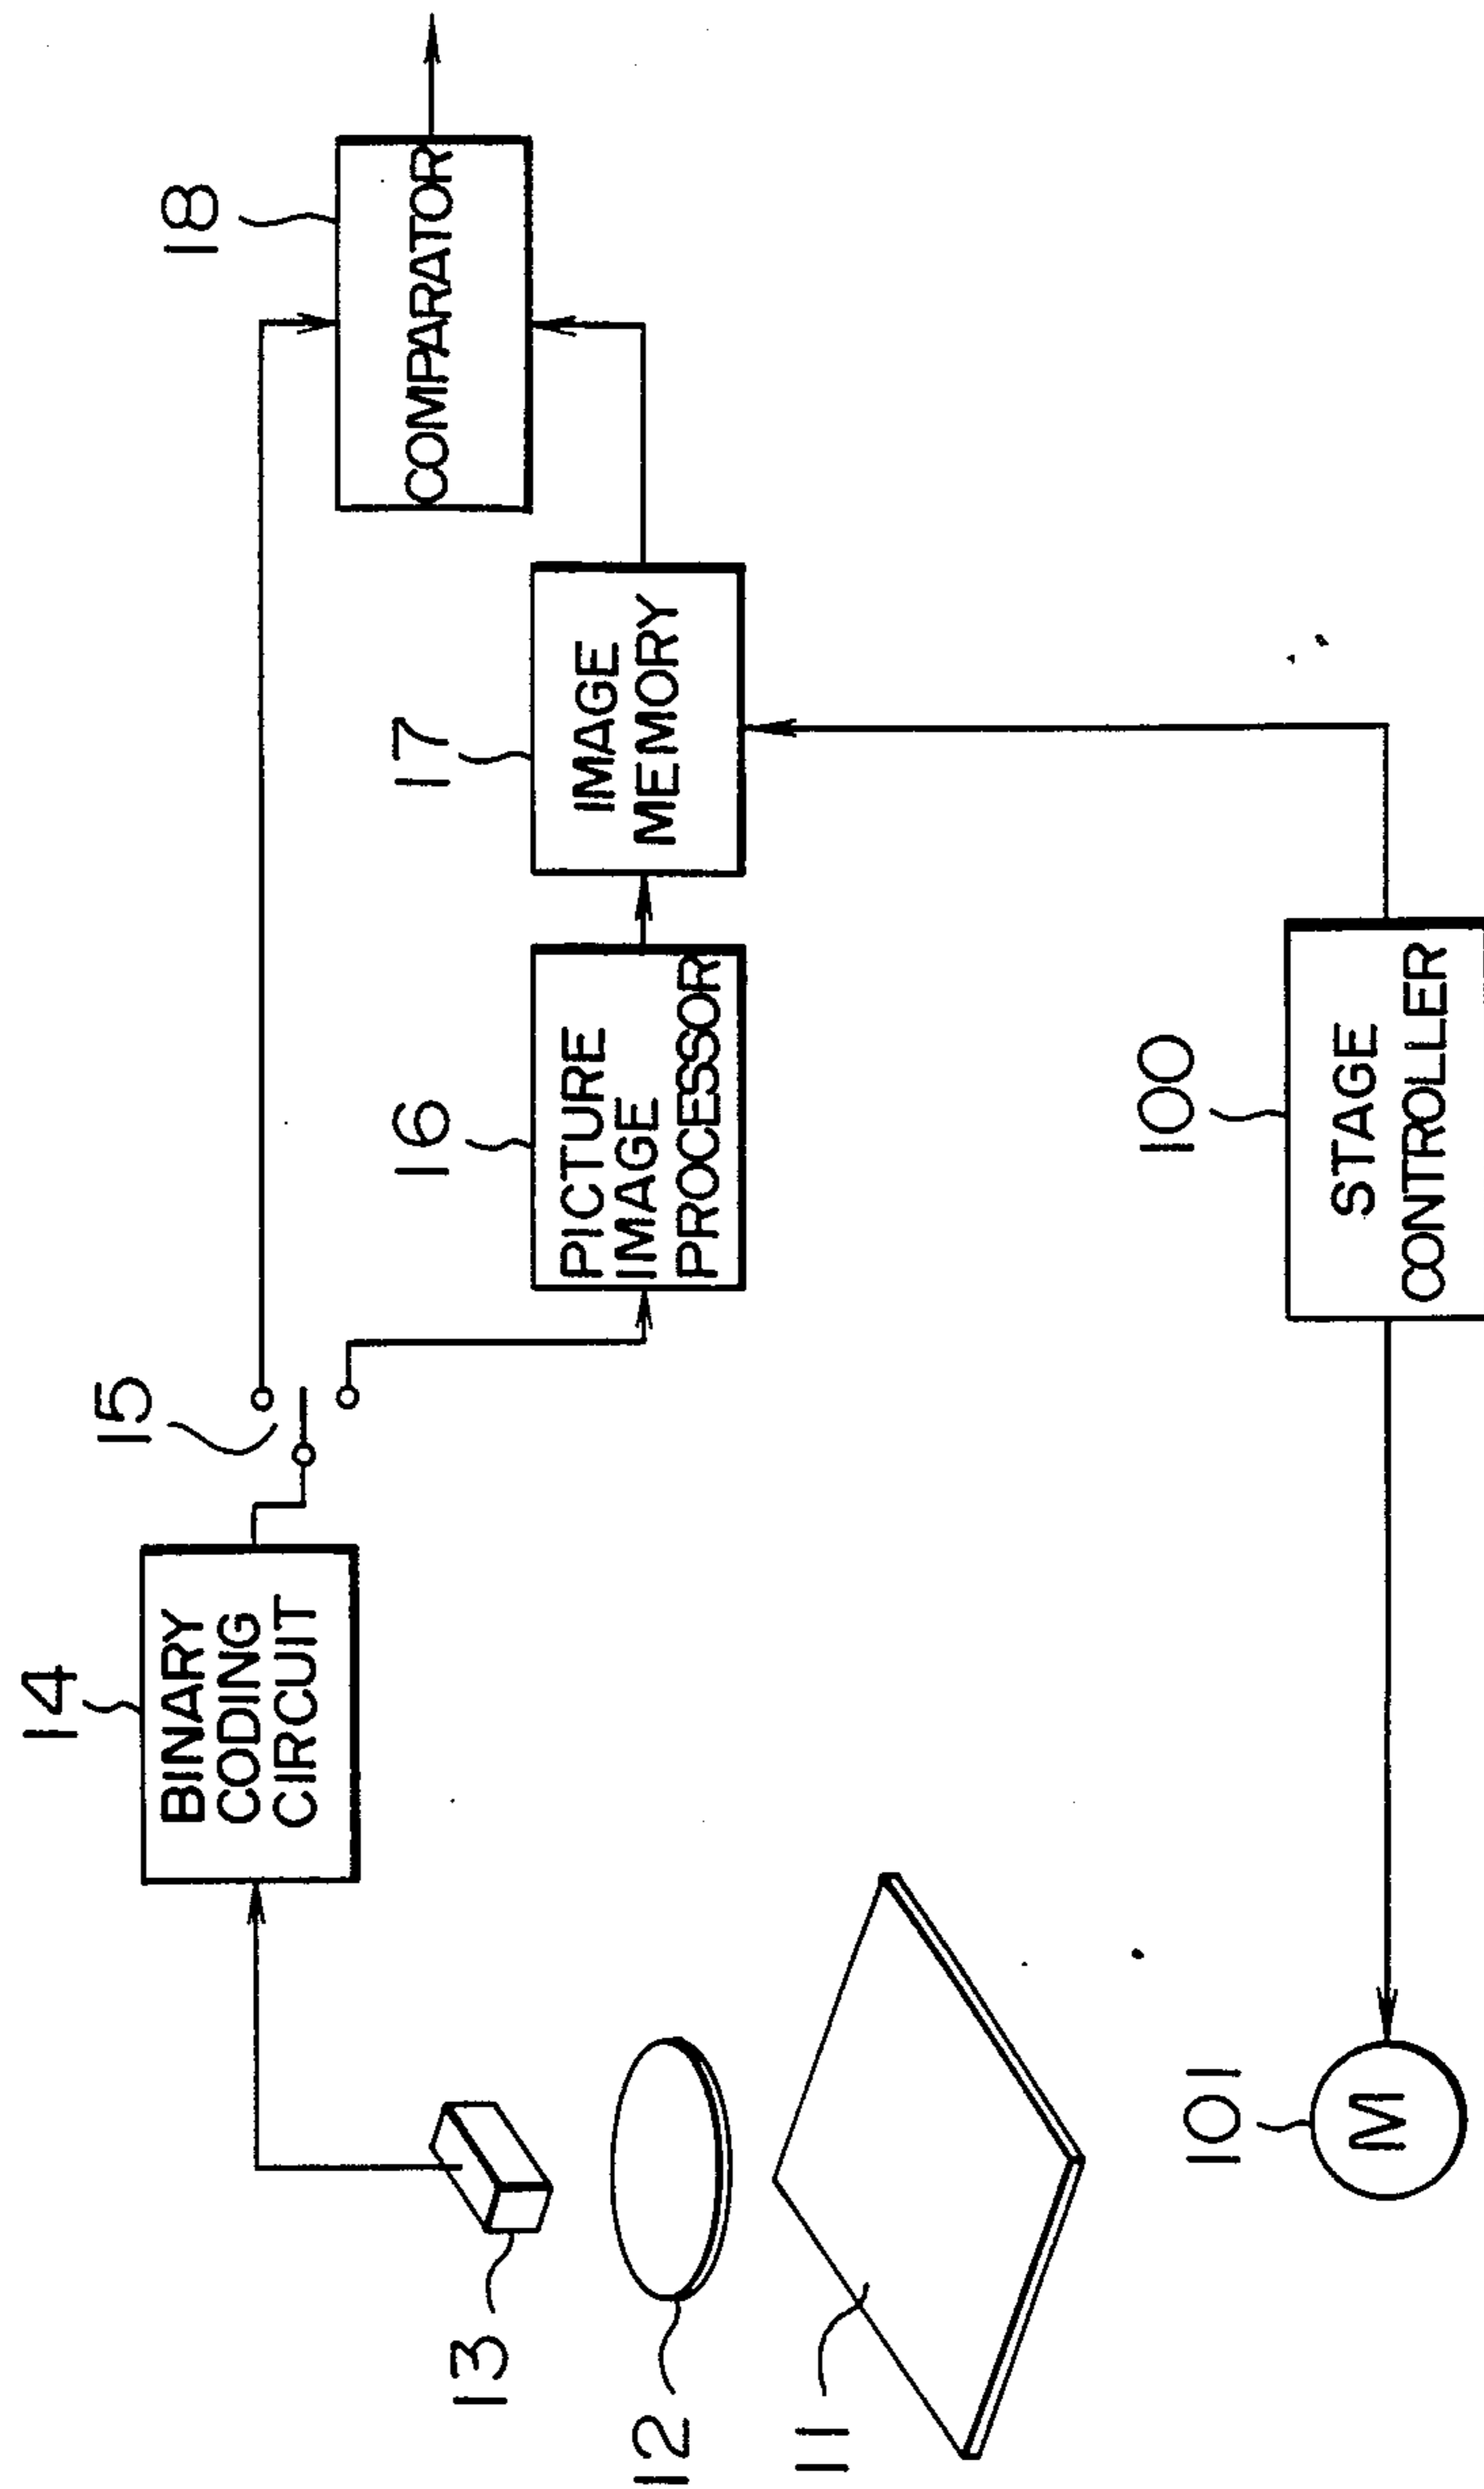 14
BINARY
CODING
CIRCUIT
15
18
COMPARATOR
13
16
PICTURE
IMAGE
PROCESSOR
17
IMAGE
MEMORY
12
11
101
M
100
STAGE
CONTROLLER